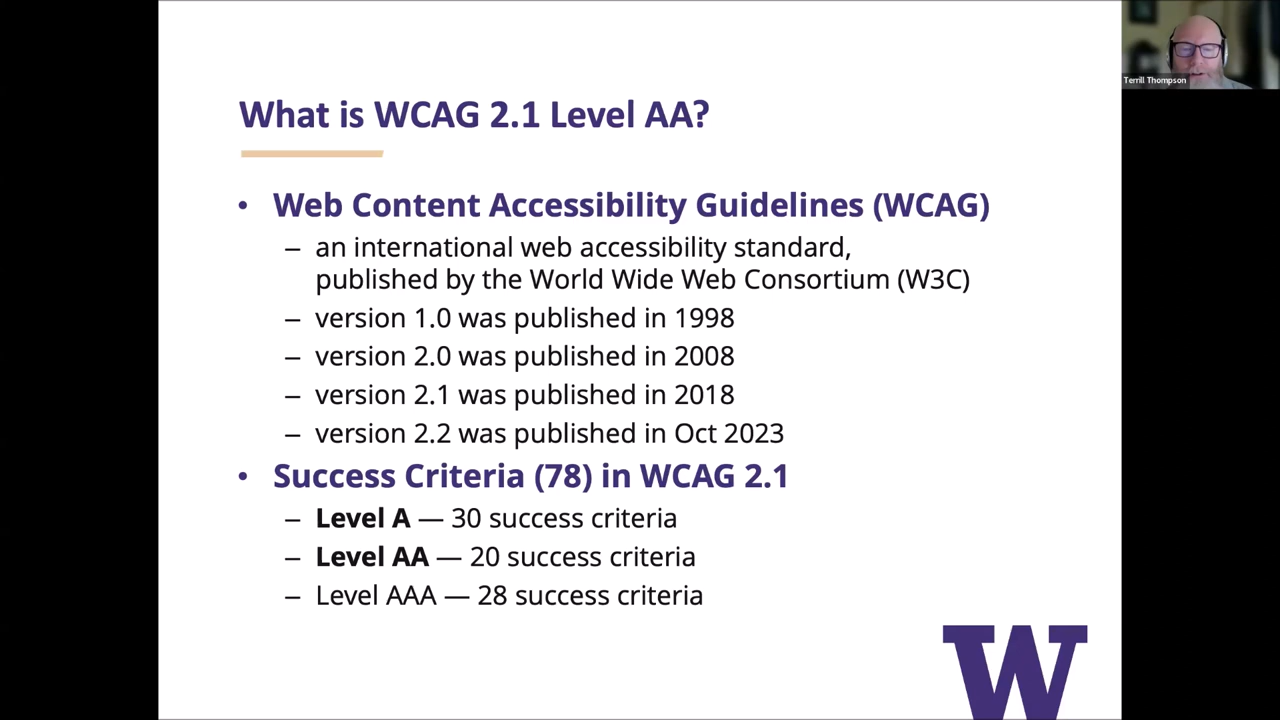 What is WCAG 2.1 Level AA?
• Web Content Accessibility Guidelines (WCAG)
– an international web accessibility standard,
published by the World Wide Web Consortium (W3C)
– version 1.0 was published in 1998
– version 2.0 was published in 2008
– version 2.1 was published in 2018
– version 2.2 was published in Oct 2023
• Success Criteria (78) in WCAG 2.1
– Level A — 30 success criteria
– Level AA — 20 success criteria
– Level AAA — 28 success criteria
W
Terrill Thompson